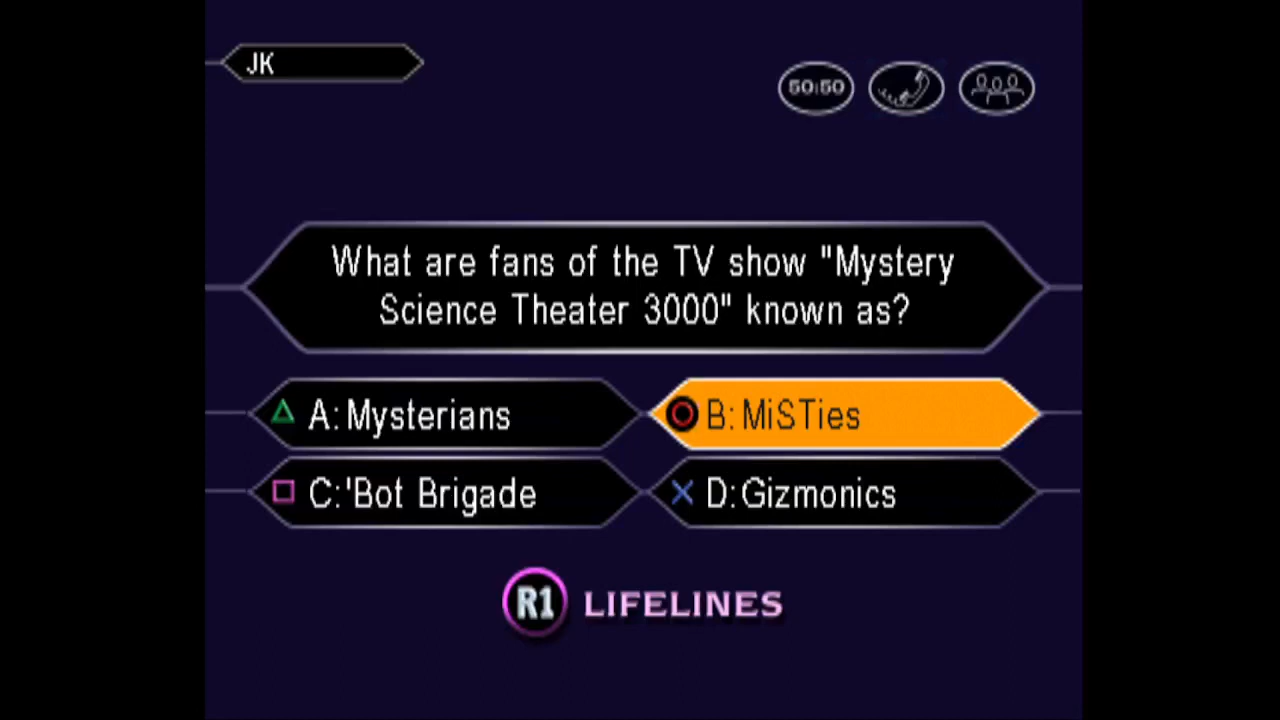 JK
50:50
What are fans of the TV show "Mystery
Science Theater 3000" known as?
A: Mysterians
B: MiSTies
C: 'Bot Brigade
D: Gizmonics
R1 LIFELINES